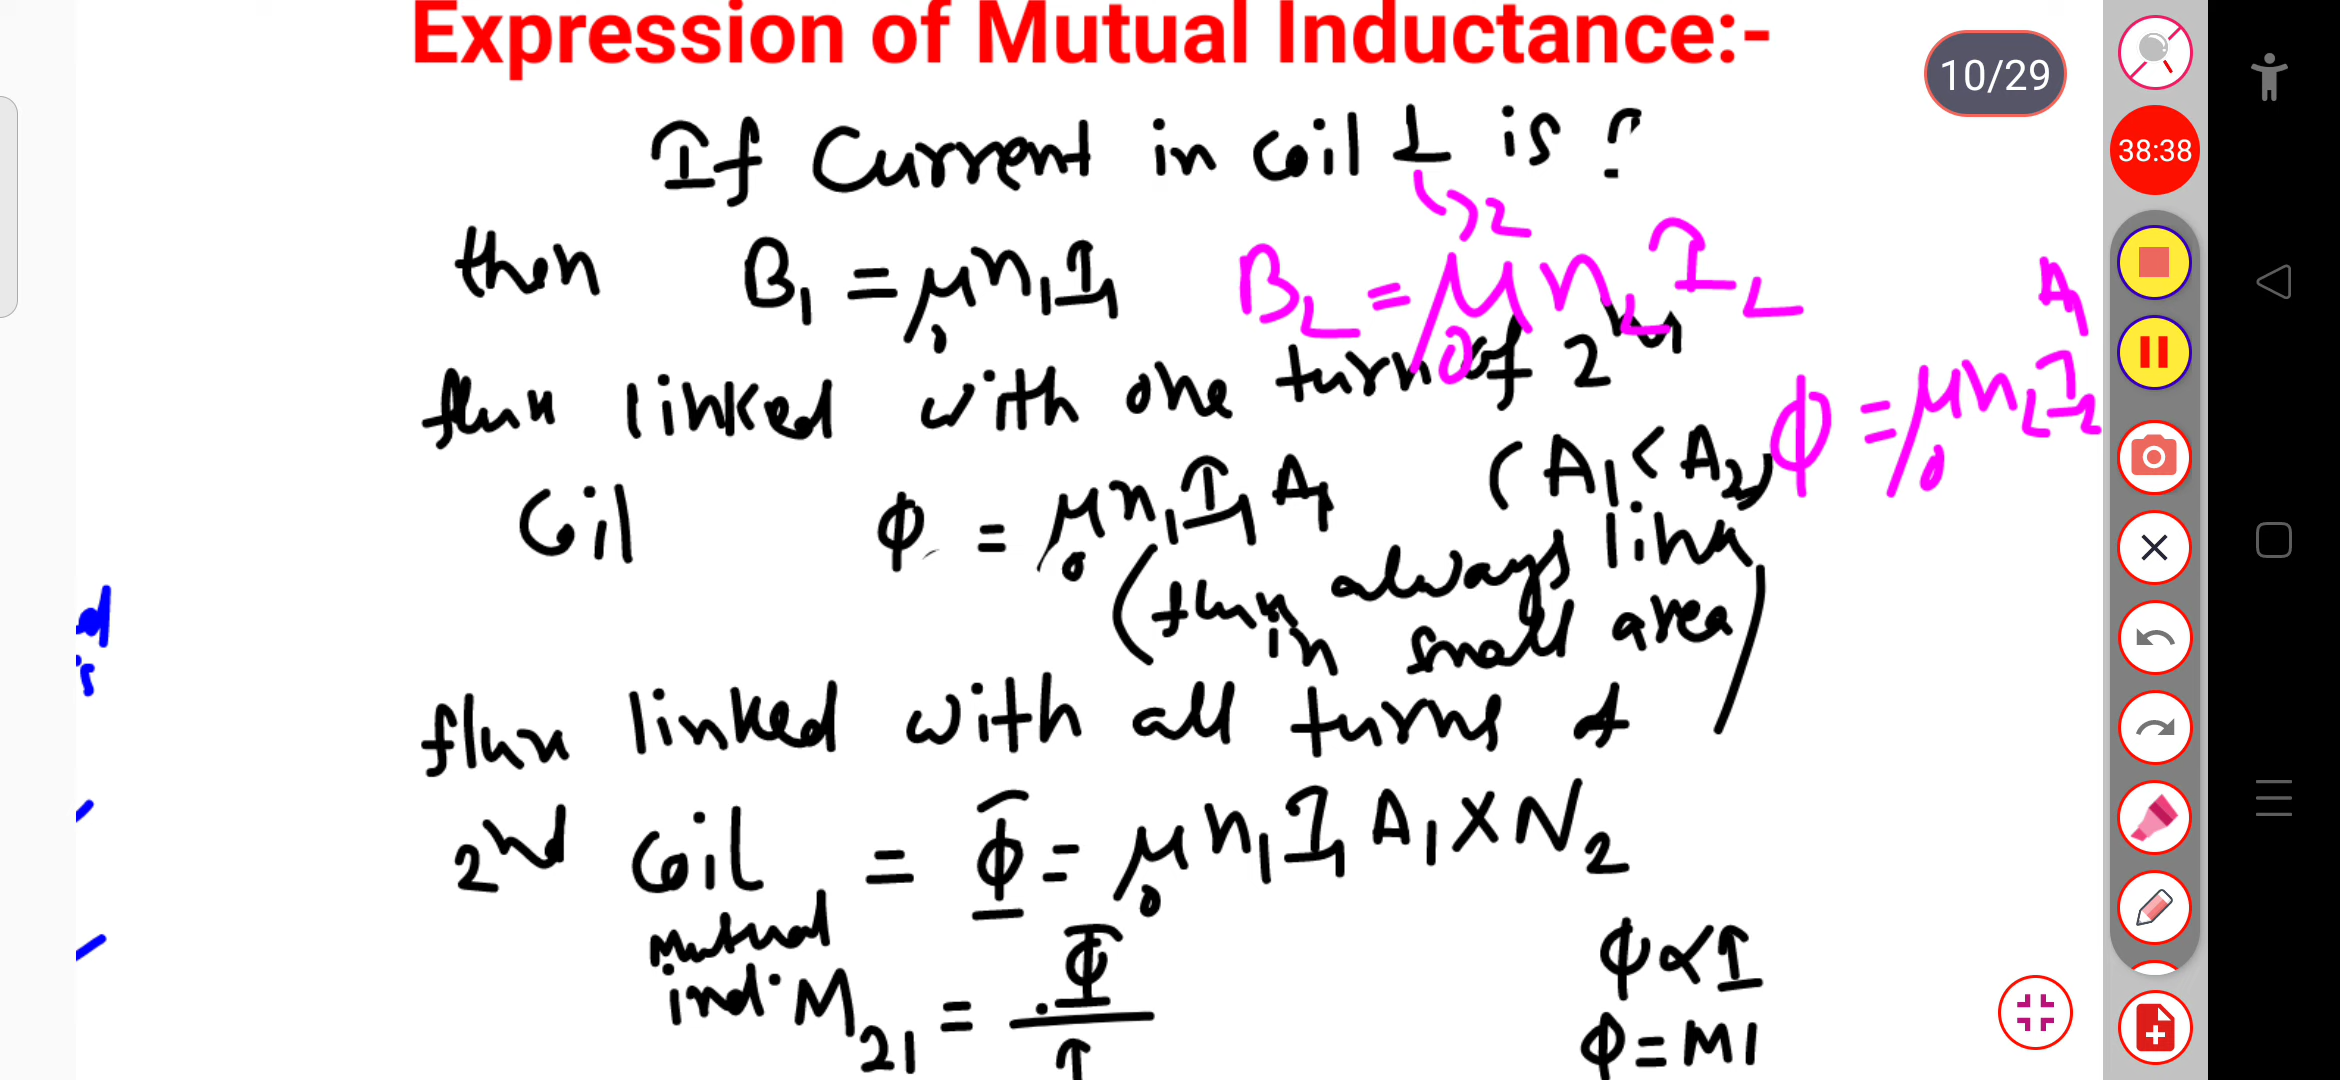 Expression of Mutual Inductance:-
10/29
38:38
If Current in Coil 1 is ?
↳ 2
then B₁ = μ₀n₁I₁ B₂ = μ₀n₂I₂
flux linked with one turn of 2nd
Coil φ = μ₀n₁I₁A₁ (A₁<A₂) φ = μ₀n₂I₂A₁
(flux always link
in small area)
flux linked with all turns of
2nd Coil = φ = μ₀n₁I₁A₁×N₂
Mutual
ind. M₂₁ = φ/I
φ∝I
φ=MI